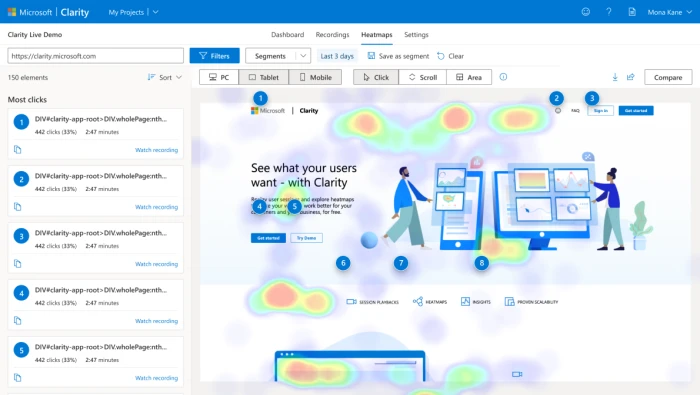 Microsoft | Clarity
My Projects
Mona Kane
Clarity Live Demo
Dashboard
Recordings
Heatmaps
Settings
https://clarity.microsoft.com
Filters
Segments
Last 3 days
Save as segment
Clear
150 elements
Sort
PC
Tablet
Mobile
Click
Scroll
Area
Compare
Most clicks
1
DIV#clarity-app-root>DIV.wholePage:nth...
442 clicks (33%) 2:47 minutes
Watch recording
2
DIV#clarity-app-root>DIV.wholePage:nth...
442 clicks (33%) 2:47 minutes
Watch recording
3
DIV#clarity-app-root>DIV.wholePage:nth...
442 clicks (33%) 2:47 minutes
Watch recording
4
DIV#clarity-app-root>DIV.wholePage:nth...
442 clicks (33%) 2:47 minutes
Watch recording
5
DIV#clarity-app-root>DIV.wholePage:nth...
442 clicks (33%) 2:47 minutes
Watch recording
1
2
3
Microsoft | Clarity
FAQ
Sign in
Get started
See what your users
want - with Clarity
user and explore heatmaps
work better for your
business, for free.
4
5
Get started
Try Demo
6
7
8
SESSION PLAYBACKS
HEATMAPS
INSIGHTS
PROVEN SCALABILITY